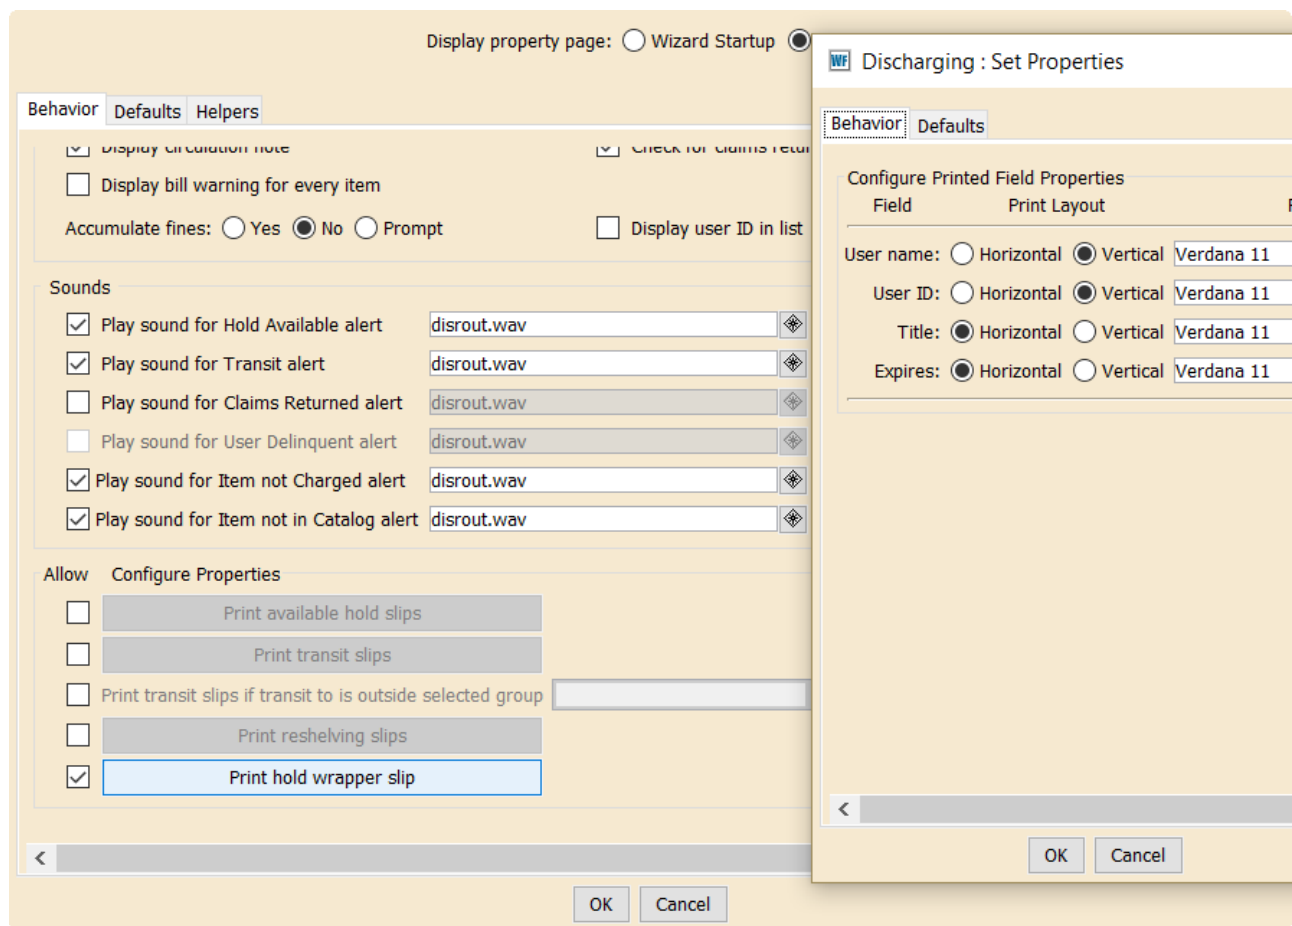 Display property page: Wizard Startup
WF Discharging : Set Properties
Behavior Defaults Helpers
Behavior Defaults
Display circulation note Check for claims retur
Display bill warning for every item
Accumulate fines: Yes No Prompt Display user ID in list
Sounds
Play sound for Hold Available alert disrout.wav
Play sound for Transit alert disrout.wav
Play sound for Claims Returned alert disrout.wav
Play sound for User Delinquent alert disrout.wav
Play sound for Item not Charged alert disrout.wav
Play sound for Item not in Catalog alert disrout.wav
Allow Configure Properties
Print available hold slips
Print transit slips
Print transit slips if transit to is outside selected group
Print reshelving slips
Print hold wrapper slip
OK Cancel
Configure Printed Field Properties
Field Print Layout
User name: Horizontal Vertical Verdana 11
User ID: Horizontal Vertical Verdana 11
Title: Horizontal Vertical Verdana 11
Expires: Horizontal Vertical Verdana 11
OK Cancel